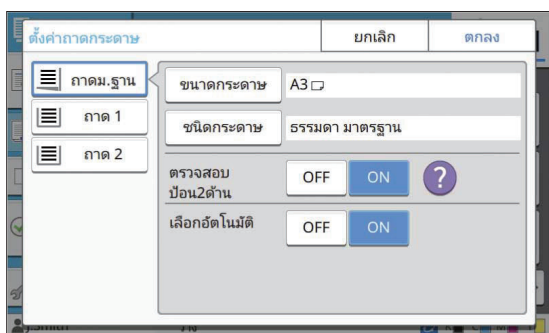 ตั้งค่าถาดกระดาษ
ยกเลิก
ตกลง
ถาดม.ฐาน
ถาด 1
ถาด 2
ขนาดกระดาษ
A3
ชนิดกระดาษ
ธรรมดา มาตรฐาน
ตรวจสอบ
ป้อน2ด้าน
OFF
ON
?
เลือกอัตโนมัติ
OFF
ON